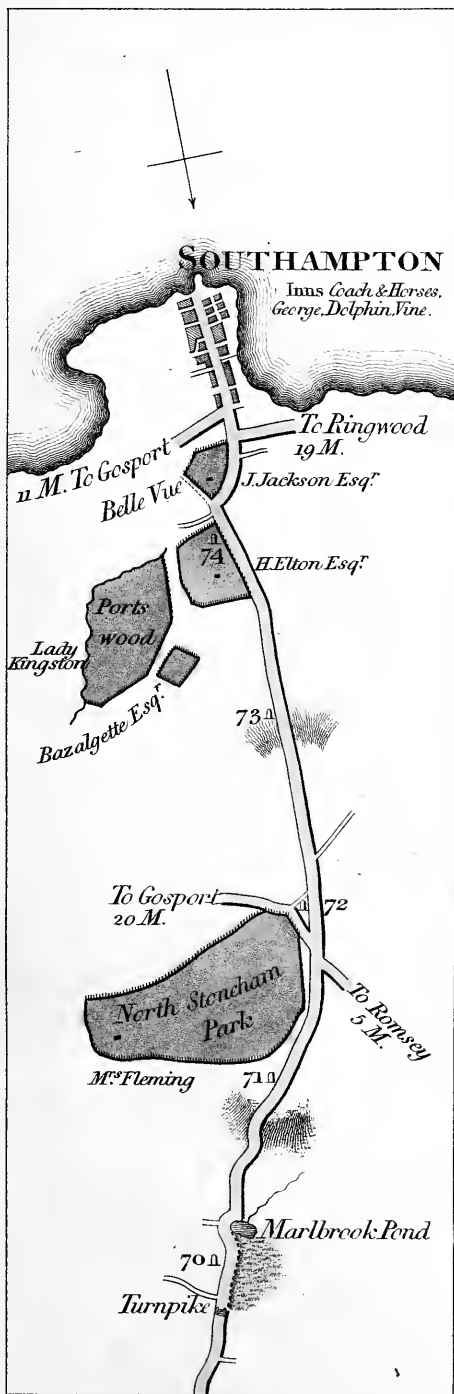 SOUTHAMPTON
Inns Coach & Horses,
George, Dolphin, Vine.
To Ringwood
19 M.
11 M. To Gosport
Belle Vue
J. Jackson Esqr.
74
H. Elton Esqr.
Ports
wood
Lady
Kingston
Bazalgette Esqr.
73
To Gosport
20 M.
72
North Stoneham
Park
To Romsey
5 M.
Mrs Fleming
71
Marlbrook Pond
70
Turnpike